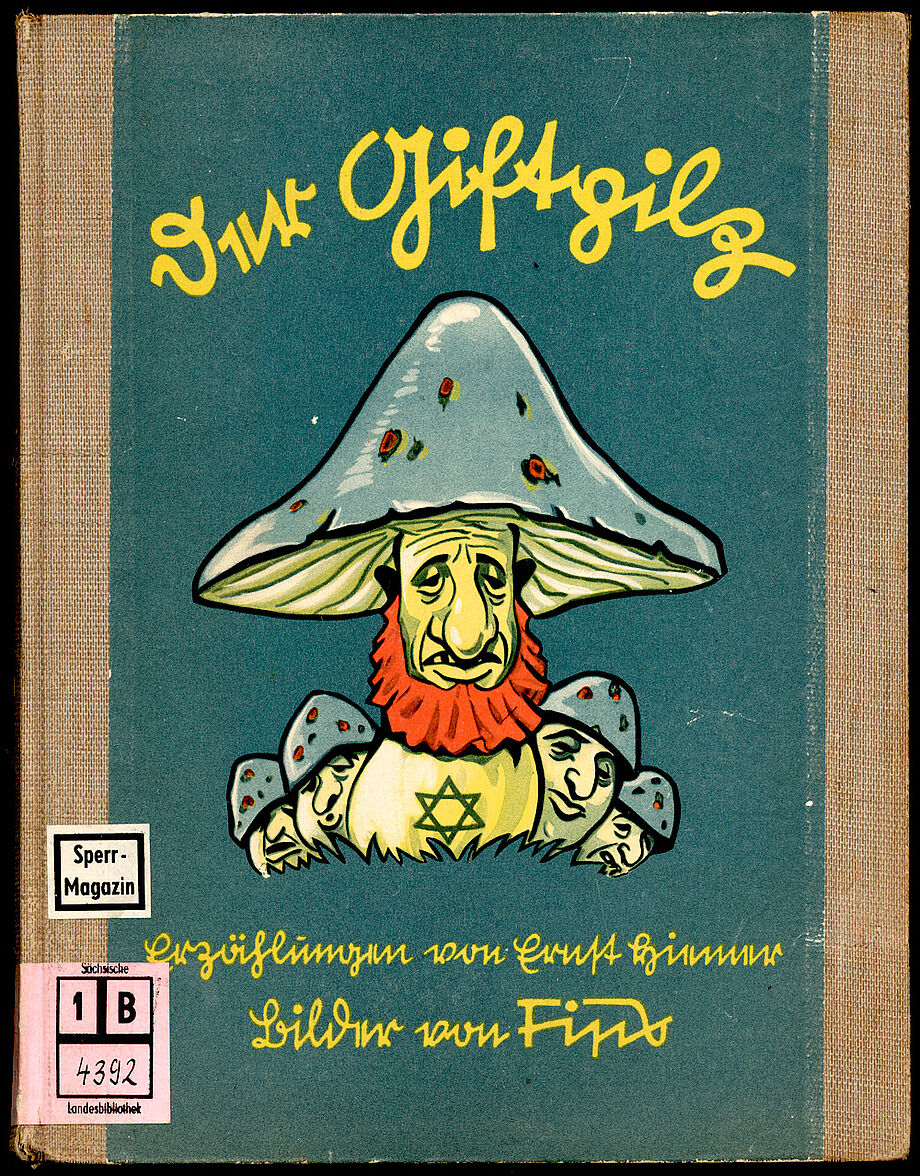 Der Giftpilz
Erzählungen von Ernst Hiemer
Bilder von Fips
Sperr-
Magazin
Sächsische
1 B
4392
Landesbibliothek